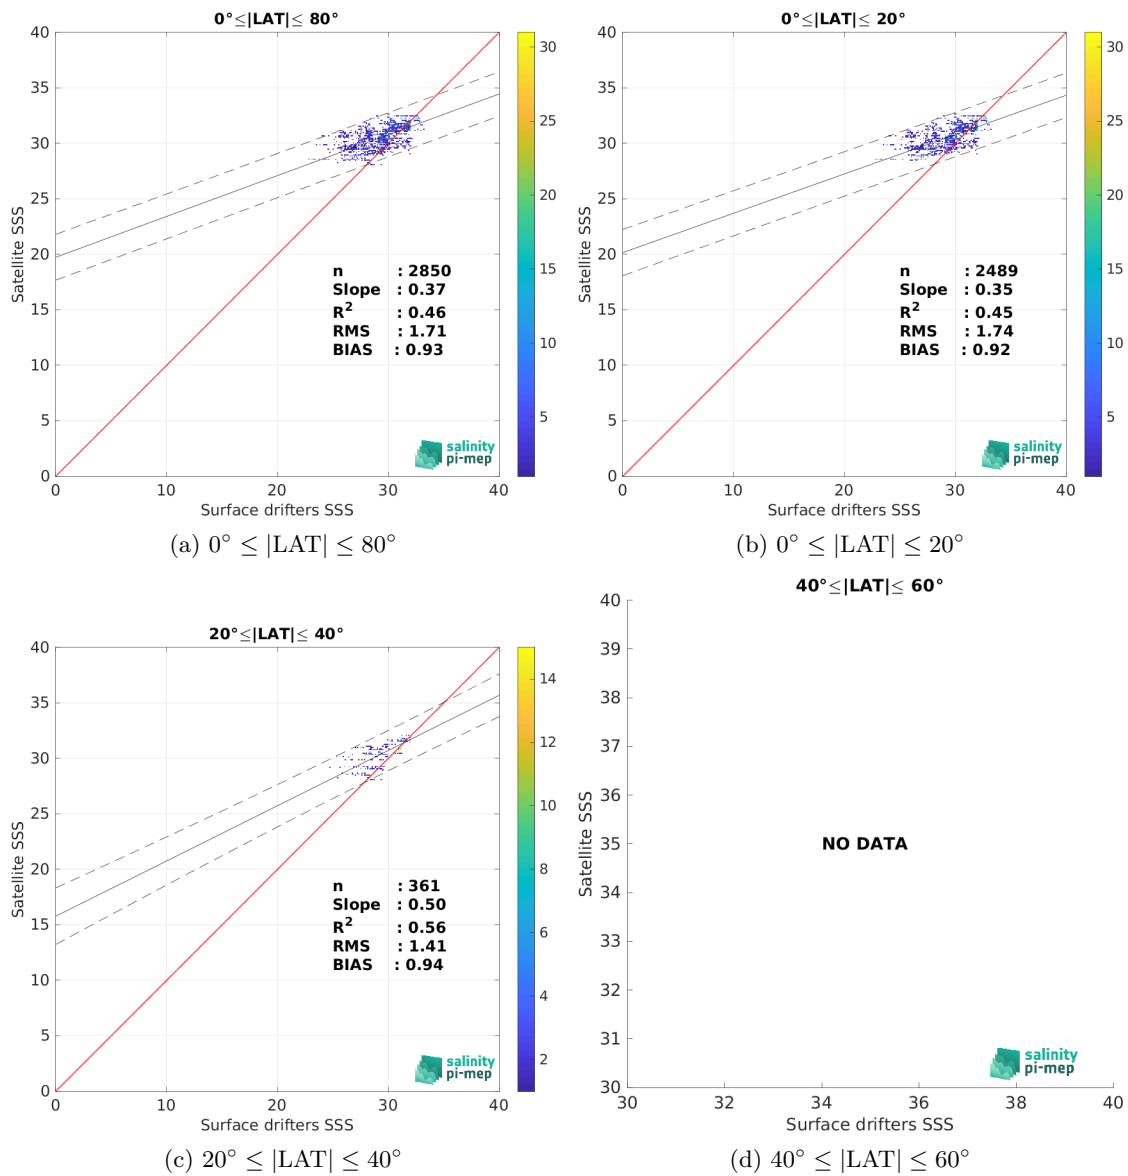 0°≤|LAT|≤ 80°
40
35
30
25
20
15
10
5
0
Satellite SSS
n : 2850
Slope : 0.37
R² : 0.46
RMS : 1.71
BIAS : 0.93
salinity
pi-mep
0 10 20 30 40
Surface drifters SSS
30
25
20
15
10
5
(a) 0° ≤ |LAT| ≤ 80°
0°≤|LAT|≤ 20°
40
35
30
25
20
15
10
5
0
Satellite SSS
n : 2489
Slope : 0.35
R² : 0.45
RMS : 1.74
BIAS : 0.92
salinity
pi-mep
0 10 20 30 40
Surface drifters SSS
30
25
20
15
10
5
(b) 0° ≤ |LAT| ≤ 20°
20°≤|LAT|≤ 40°
40
35
30
25
20
15
10
5
0
Satellite SSS
n : 361
Slope : 0.50
R² : 0.56
RMS : 1.41
BIAS : 0.94
salinity
pi-mep
0 10 20 30 40
Surface drifters SSS
14
12
10
8
6
4
2
(c) 20° ≤ |LAT| ≤ 40°
40°≤|LAT|≤ 60°
40
39
38
37
36
35
34
33
32
31
30
Satellite SSS
NO DATA
salinity
pi-mep
30 32 34 36 38 40
Surface drifters SSS
(d) 40° ≤ |LAT| ≤ 60°